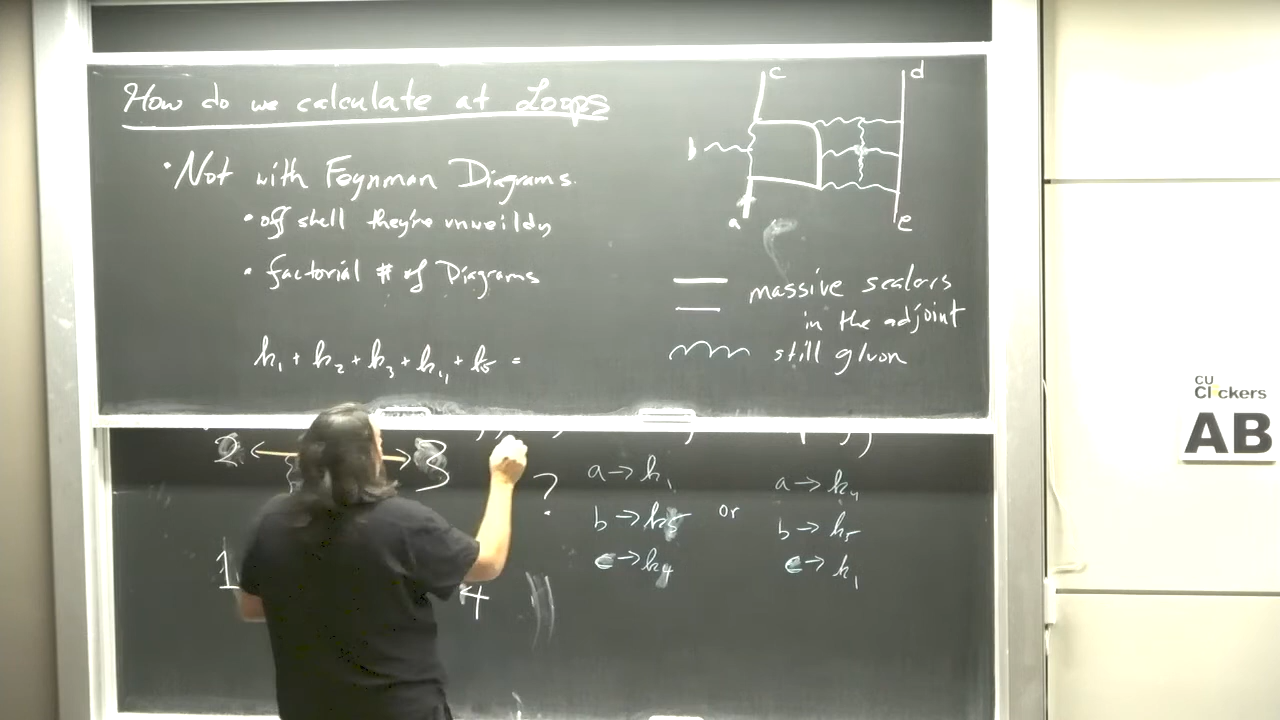 How do we calculate at Loops
• Not with Feynman Diagrams.
• off shell they're unweildy
• factorial # of Diagrams
k₁ + k₂ + k₃ + k₄ + k₅ =
c
d
b
a
e
massive scalars
in the adjoint
still gluon
2
3
1
4
?
a → k₁
b → k₅
c → k₄
or
a → k₄
b → k₅
c → k₁
CU
Clickers
AB